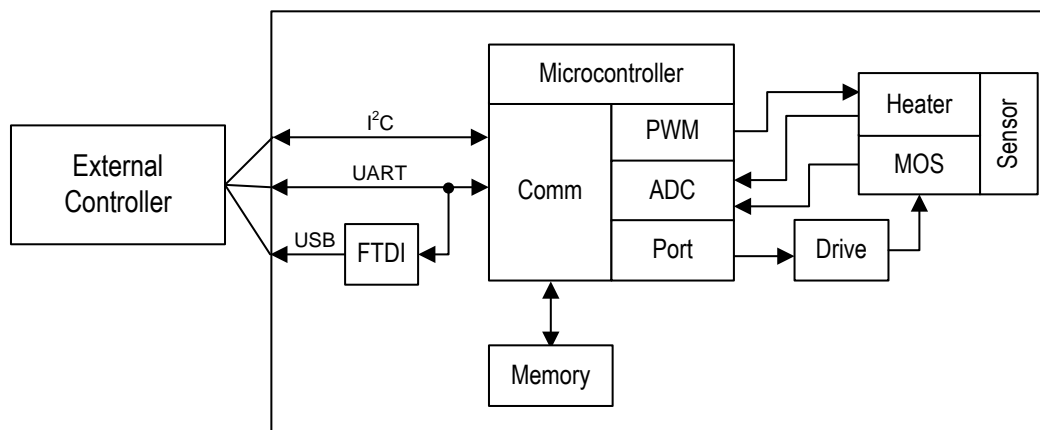 Microcontroller
I²C
PWM
Heater
Sensor
External
Controller
UART
Comm
ADC
MOS
USB
FTDI
Port
Drive
Memory